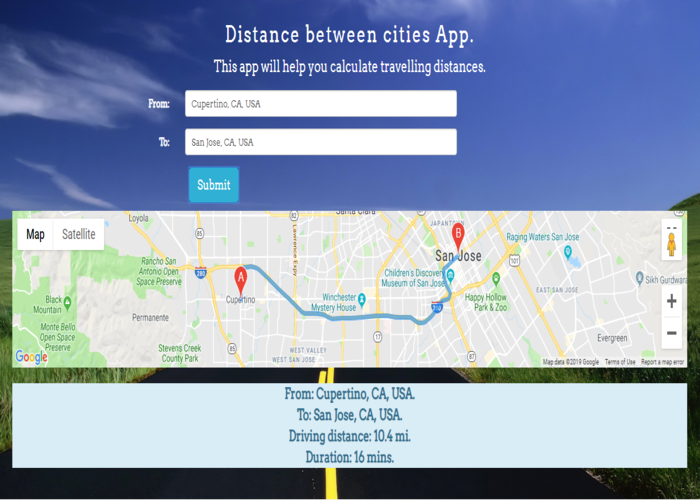 Distance between cities App.
This app will help you calculate travelling distances.
From: Cupertino, CA, USA
To: San Jose, CA, USA
Submit
Map Satellite
Loyola
Santa Clara
JAPANTOWN
85
82
Lawrence Expy
Raging Waters San Jose
B
San Jose
101
Rancho San
Antonio Open
Space Preserve
280
A
Children's Discovery
Museum of San Jose
Sikh Gurdwara
Cupertino
Winchester
Mystery House
Happy Hollow
Park & Zoo
EAST SAN JOSE
Black
Mountain
Permanente
Monte Bello
Open Space
Preserve
17
Evergreen
Stevens Creek
County Park
85
WEST VALLEY
WEST SAN JOSE
87
Google
Map data ©2019 Google Terms of Use Report a map error
From: Cupertino, CA, USA.
To: San Jose, CA, USA.
Driving distance: 10.4 mi.
Duration: 16 mins.